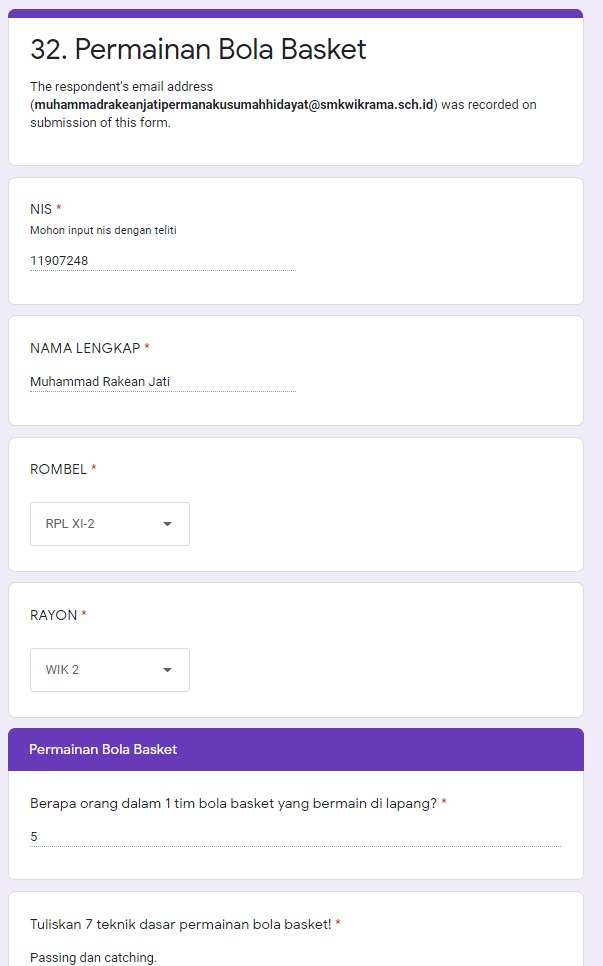 32. Permainan Bola Basket
The respondent's email address
(muhammadrakeanjatipermanakusumahhidayat@smkwikrama.sch.id) was recorded on
submission of this form.
NIS *
Mohon input nis dengan teliti
11907248
NAMA LENGKAP *
Muhammad Rakean Jati
ROMBEL *
RPL XI-2
RAYON *
WIK 2
Permainan Bola Basket
Berapa orang dalam 1 tim bola basket yang bermain di lapang? *
5
Tuliskan 7 teknik dasar permainan bola basket! *
Passing dan catching.